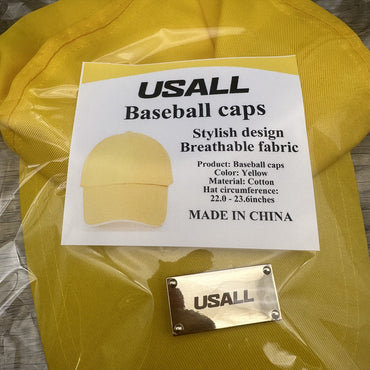 USALL
Baseball caps
Stylish design
Breathable fabric
Product: Baseball caps
Color: Yellow
Material: Cotton
Hat circumference:
22.0 - 23.6inches
MADE IN CHINA
USALL